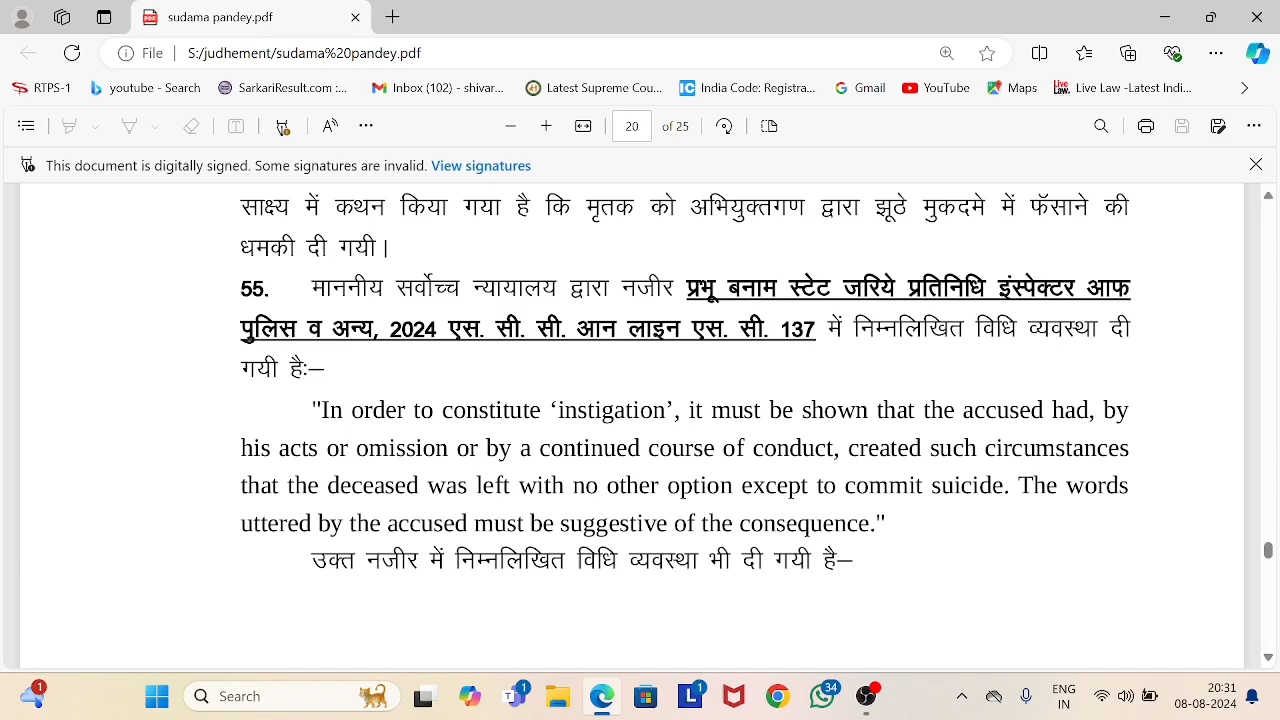 sudama pandey.pdf
File | S:/judhement/sudama%20pandey.pdf
RTPS-1 youtube - Search SarkariResult.com :... Inbox (102) - shivar... Latest Supreme Cou... India Code: Registra... Gmail YouTube Maps Live Law -Latest Indi...
20 of 25
This document is digitally signed. Some signatures are invalid. View signatures
साक्ष्य में कथन किया गया है कि मृतक को अभियुक्तगण द्वारा झूठे मुकदमे में फँसाने की
धमकी दी गयी।
55. माननीय सर्वोच्च न्यायालय द्वारा नजीर प्रभू बनाम स्टेट जरिये प्रतिनिधि इंस्पेक्टर आफ
पुलिस व अन्य, 2024 एस. सी. सी. आन लाइन एस. सी. 137 में निम्नलिखित विधि व्यवस्था दी
गयी है:–
"In order to constitute ‘instigation’, it must be shown that the accused had, by
his acts or omission or by a continued course of conduct, created such circumstances
that the deceased was left with no other option except to commit suicide. The words
uttered by the accused must be suggestive of the consequence."
उक्त नजीर में निम्नलिखित विधि व्यवस्था भी दी गयी है–
1 Search 1 1 34 ENG 20:31
IN 08-08-2024